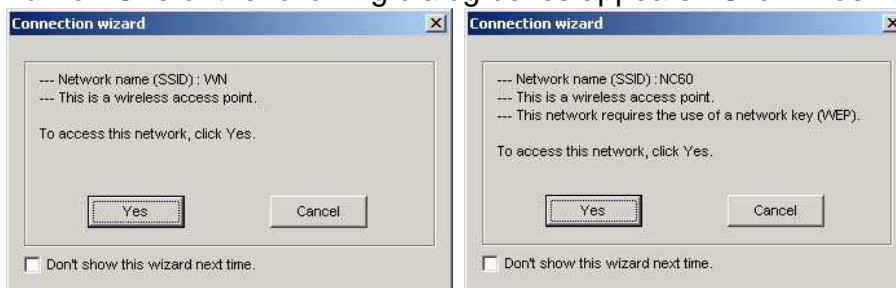 Connection wizard
--- Network name (SSID) : WN
--- This is a wireless access point.
To access this network, click Yes.
Yes Cancel
Don't show this wizard next time.
Connection wizard
--- Network name (SSID) :NC60
--- This is a wireless access point.
--- This network requires the use of a network key (WEP).
To access this network, click Yes.
Yes Cancel
Don't show this wizard next time.